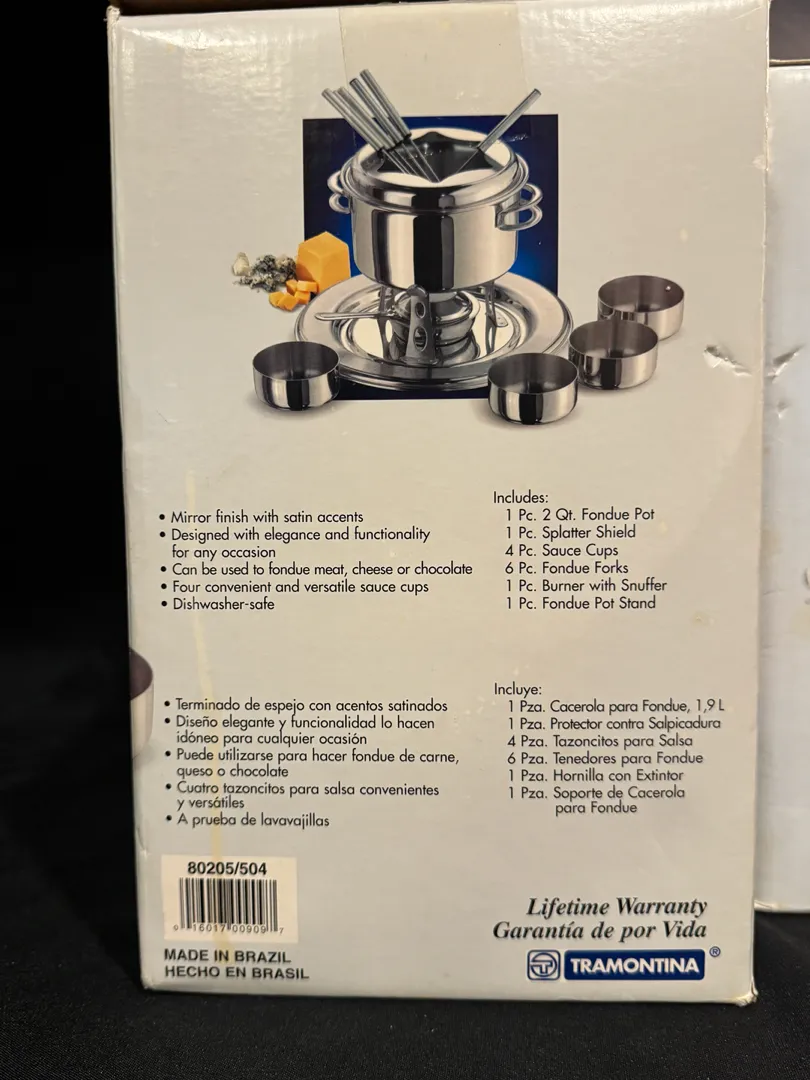 • Mirror finish with satin accents
• Designed with elegance and functionality
for any occasion
• Can be used to fondue meat, cheese or chocolate
• Four convenient and versatile sauce cups
• Dishwasher-safe
Includes:
1 Pc. 2 Qt. Fondue Pot
1 Pc. Splatter Shield
4 Pc. Sauce Cups
6 Pc. Fondue Forks
1 Pc. Burner with Snuffer
1 Pc. Fondue Pot Stand
• Terminado de espejo con acentos satinados
• Diseño elegante y funcionalidad lo hacen
idóneo para cualquier ocasión
• Puede utilizarse para hacer fondue de carne,
queso o chocolate
• Cuatro tazoncitos para salsa convenientes
y versátiles
• A prueba de lavavajillas
Incluye:
1 Pza. Cacerola para Fondue, 1,9 L
1 Pza. Protector contra Salpicadura
4 Pza. Tazoncitos para Salsa
6 Pza. Tenedores para Fondue
1 Pza. Hornilla con Extintor
1 Pza. Soporte de Cacerola
para Fondue
80205/504
0 16017 00909 7
MADE IN BRAZIL
HECHO EN BRASIL
Lifetime Warranty
Garantía de por Vida
TRAMONTINA®